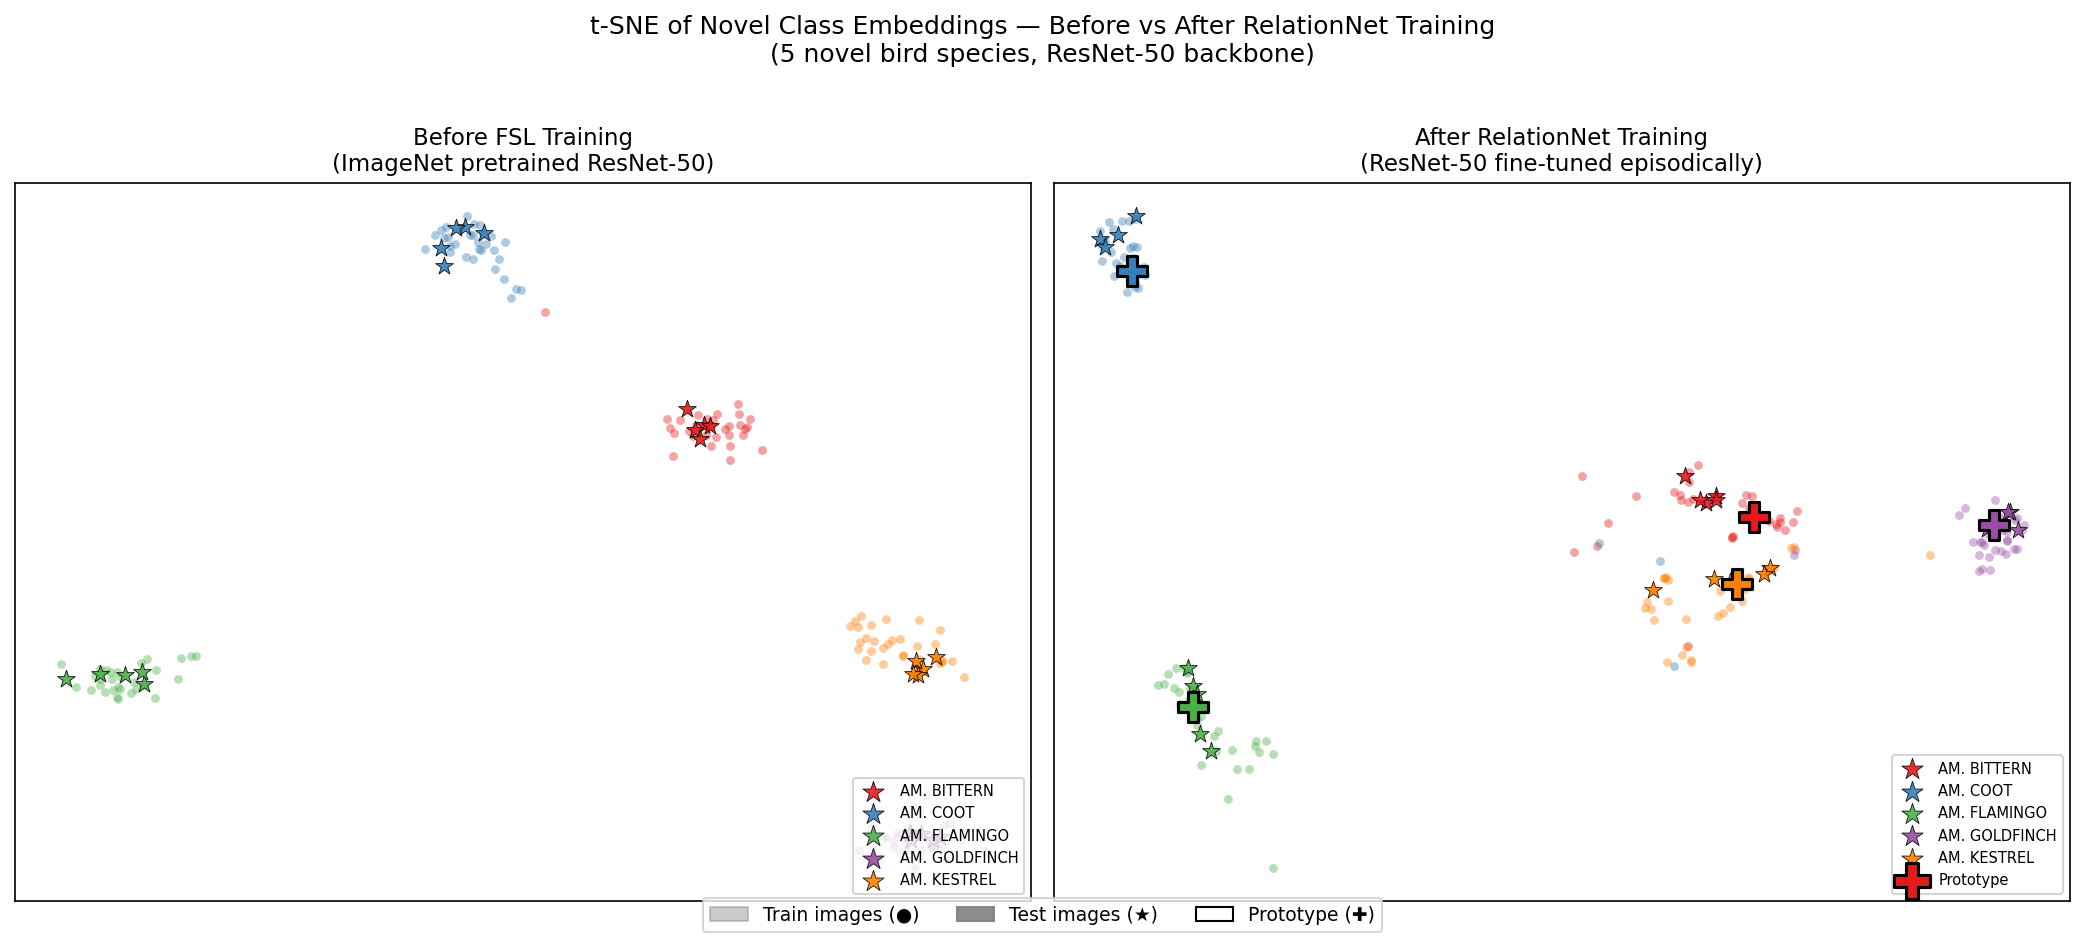 t-SNE of Novel Class Embeddings — Before vs After RelationNet Training
(5 novel bird species, ResNet-50 backbone)
Before FSL Training
(ImageNet pretrained ResNet-50)
AM. BITTERN
AM. COOT
AM. FLAMINGO
AM. GOLDFINCH
AM. KESTREL
After RelationNet Training
(ResNet-50 fine-tuned episodically)
AM. BITTERN
AM. COOT
AM. FLAMINGO
AM. GOLDFINCH
AM. KESTREL
Prototype
Train images (●) Test images (★) Prototype (✚)